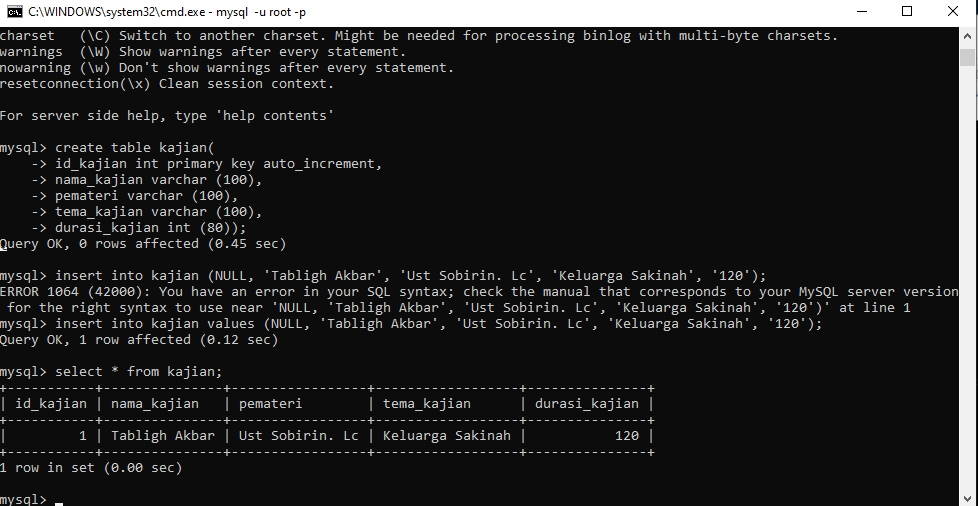 C:\WINDOWS\system32\cmd.exe - mysql  -u root -p
charset   (\C) Switch to another charset. Might be needed for processing binlog with multi-byte charsets.
warnings  (\W) Show warnings after every statement.
nowarning (\w) Don't show warnings after every statement.
resetconnection(\x) Clean session context.
For server side help, type 'help contents'
mysql> create table kajian(
    -> id_kajian int primary key auto_increment,
    -> nama_kajian varchar (100),
    -> pemateri varchar (100),
    -> tema_kajian varchar (100),
    -> durasi_kajian int (80));
Query OK, 0 rows affected (0.45 sec)
mysql> insert into kajian (NULL, 'Tabligh Akbar', 'Ust Sobirin. Lc', 'Keluarga Sakinah', '120');
ERROR 1064 (42000): You have an error in your SQL syntax; check the manual that corresponds to your MySQL server version
 for the right syntax to use near 'NULL, 'Tabligh Akbar', 'Ust Sobirin. Lc', 'Keluarga Sakinah', '120')' at line 1
mysql> insert into kajian values (NULL, 'Tabligh Akbar', 'Ust Sobirin. Lc', 'Keluarga Sakinah', '120');
Query OK, 1 row affected (0.12 sec)
mysql> select * from kajian;
+-----------+---------------+-----------------+------------------+---------------+
| id_kajian | nama_kajian   | pemateri        | tema_kajian      | durasi_kajian |
+-----------+---------------+-----------------+------------------+---------------+
|         1 | Tabligh Akbar | Ust Sobirin. Lc | Keluarga Sakinah |           120 |
+-----------+---------------+-----------------+------------------+---------------+
1 row in set (0.00 sec)
mysql> _